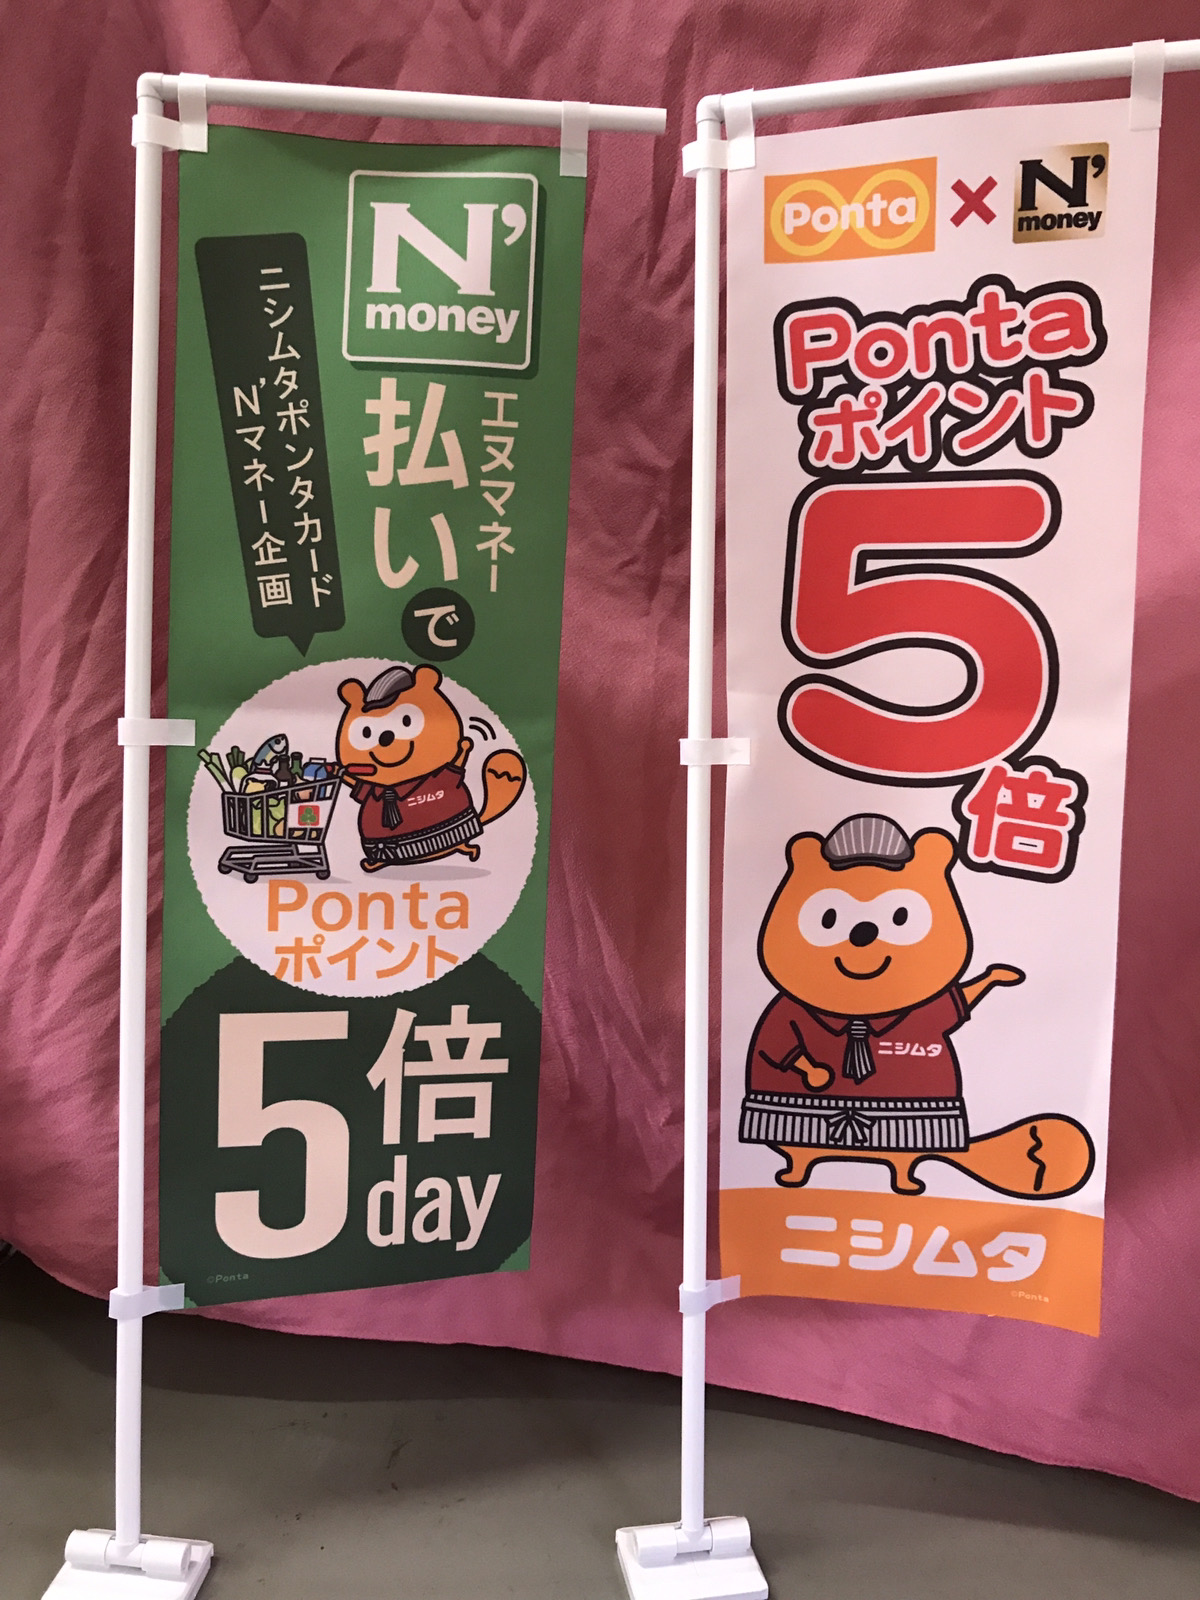 N'
money
エヌマネー
払いで
ニシムタポンタカード
N'マネー企画
ニシムタ
Ponta
ポイント
5倍
day
©Ponta
Ponta × N'
money
Ponta
ポイント
5
倍
ニシムタ
ニシムタ
©Ponta